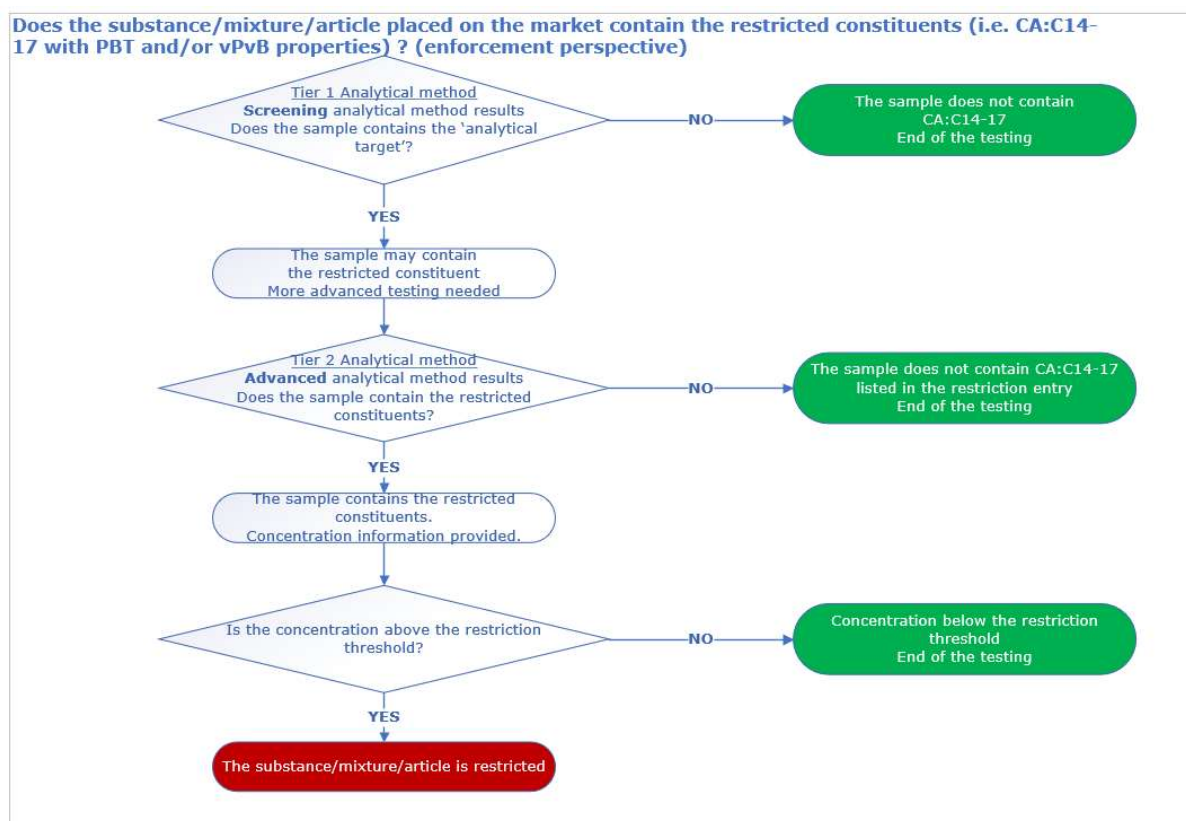 Does the substance/mixture/article placed on the market contain the restricted constituents (i.e. CA:C14-
17 with PBT and/or vPvB properties) ? (enforcement perspective)
Tier 1 Analytical method
Screening analytical method results
Does the sample contains the ‘analytical
target’?
NO
The sample does not contain
CA:C14-17
End of the testing
YES
The sample may contain
the restricted constituent
More advanced testing needed
Tier 2 Analytical method
Advanced analytical method results
Does the sample contain the restricted
constituents?
NO
The sample does not contain CA:C14-17
listed in the restriction entry
End of the testing
YES
The sample contains the restricted
constituents.
Concentration information provided.
Is the concentration above the restriction
threshold?
NO
Concentration below the restriction
threshold
End of the testing
YES
The substance/mixture/article is restricted